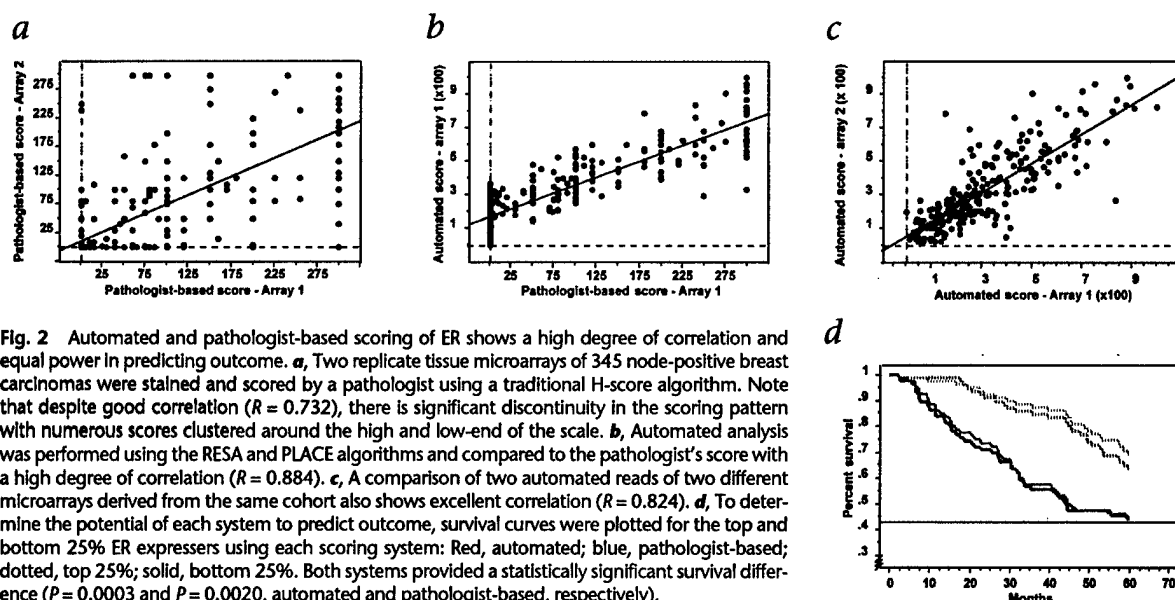 a
b
c
Pathologist-based score - Array 2
275
225
175
125
75
25
25 75 125 175 225 275
Pathologist-based score - Array 1
Automated score - array 1 (x100)
9
7
5
3
1
25 75 125 175 225 275
Pathologist-based score - Array 1
Automated score - array 2 (x 100)
9
7
5
3
1
1 3 5 7 9
Automated score - Array 1 (x100)
Fig. 2 Automated and pathologist-based scoring of ER shows a high degree of correlation and
equal power in predicting outcome. a, Two replicate tissue microarrays of 345 node-positive breast
carcinomas were stained and scored by a pathologist using a traditional H-score algorithm. Note
that despite good correlation (R = 0.732), there is significant discontinuity in the scoring pattern
with numerous scores clustered around the high and low-end of the scale. b, Automated analysis
was performed using the RESA and PLACE algorithms and compared to the pathologist's score with
a high degree of correlation (R = 0.884). c, A comparison of two automated reads of two different
microarrays derived from the same cohort also shows excellent correlation (R = 0.824). d, To deter-
mine the potential of each system to predict outcome, survival curves were plotted for the top and
bottom 25% ER expressers using each scoring system: Red, automated; blue, pathologist-based;
dotted, top 25%; solid, bottom 25%. Both systems provided a statistically significant survival differ-
ence (P = 0.0003 and P = 0.0020, automated and pathologist-based, respectively).
d
Percent survival
1
.9
.8
.7
.6
.5
.4
.3
0 10 20 30 40 50 60 70
Months